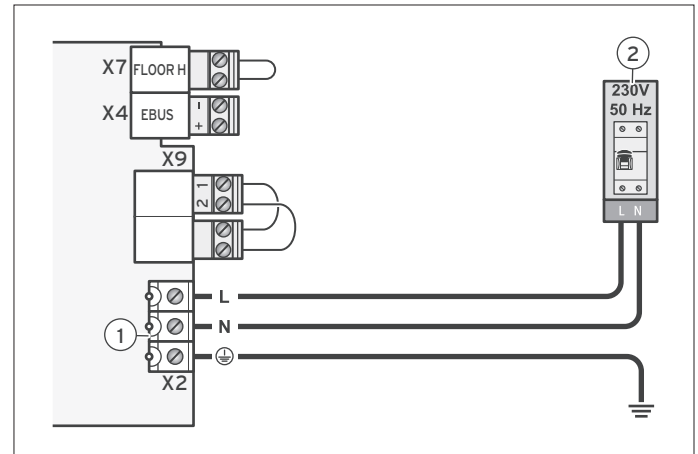 X7 FLOOR H
X4 EBUS - +
X9
1
2
L
N
1
X2
2
230V
50 Hz
L N